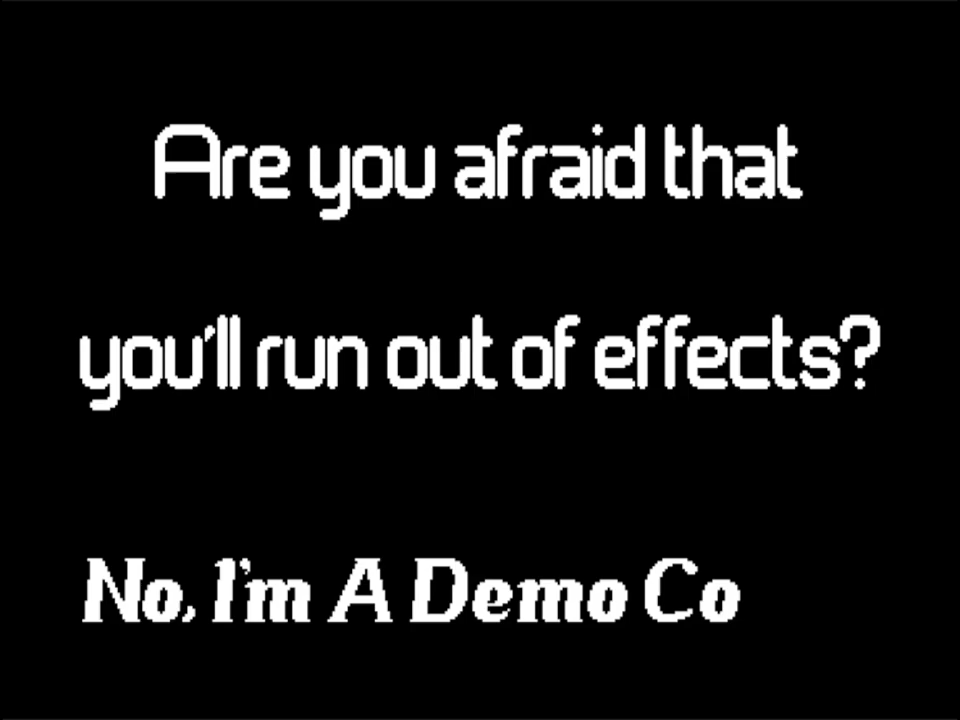 Are you afraid that
you'll run out of effects?
No, I'm A Demo Co